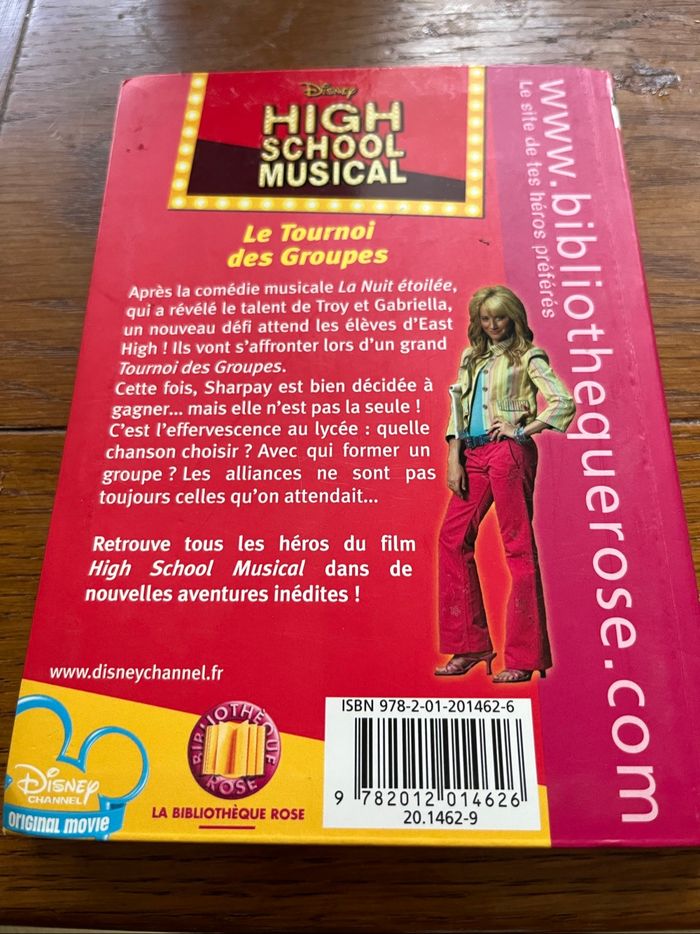 Disney
HIGH
SCHOOL
MUSICAL
Le Tournoi
des Groupes
Après la comédie musicale La Nuit étoilée,
qui a révélé le talent de Troy et Gabriella,
un nouveau défi attend les élèves d'East
High ! Ils vont s'affronter lors d'un grand
Tournoi des Groupes.
Cette fois, Sharpay est bien décidée à
gagner... mais elle n'est pas la seule !
C'est l'effervescence au lycée : quelle
chanson choisir ? Avec qui former un
groupe ? Les alliances ne sont pas
toujours celles qu'on attendait...
Retrouve tous les héros du film
High School Musical dans de
nouvelles aventures inédites !
www.disneychannel.fr
Disney
CHANNEL
ORIGINAL MOVIE
BIBLIOTHÈQUE
ROSE
LA BIBLIOTHÈQUE ROSE
ISBN 978-2-01-201462-6
9 782012 014626
20.1462-9
www.bibliothequerose.com
Le site de tes héros préférés